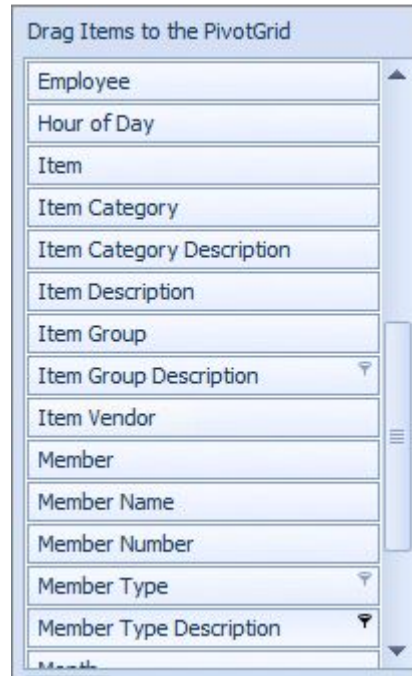 Drag Items to the PivotGrid
Employee
Hour of Day
Item
Item Category
Item Category Description
Item Description
Item Group
Item Group Description
Item Vendor
Member
Member Name
Member Number
Member Type
Member Type Description
Month